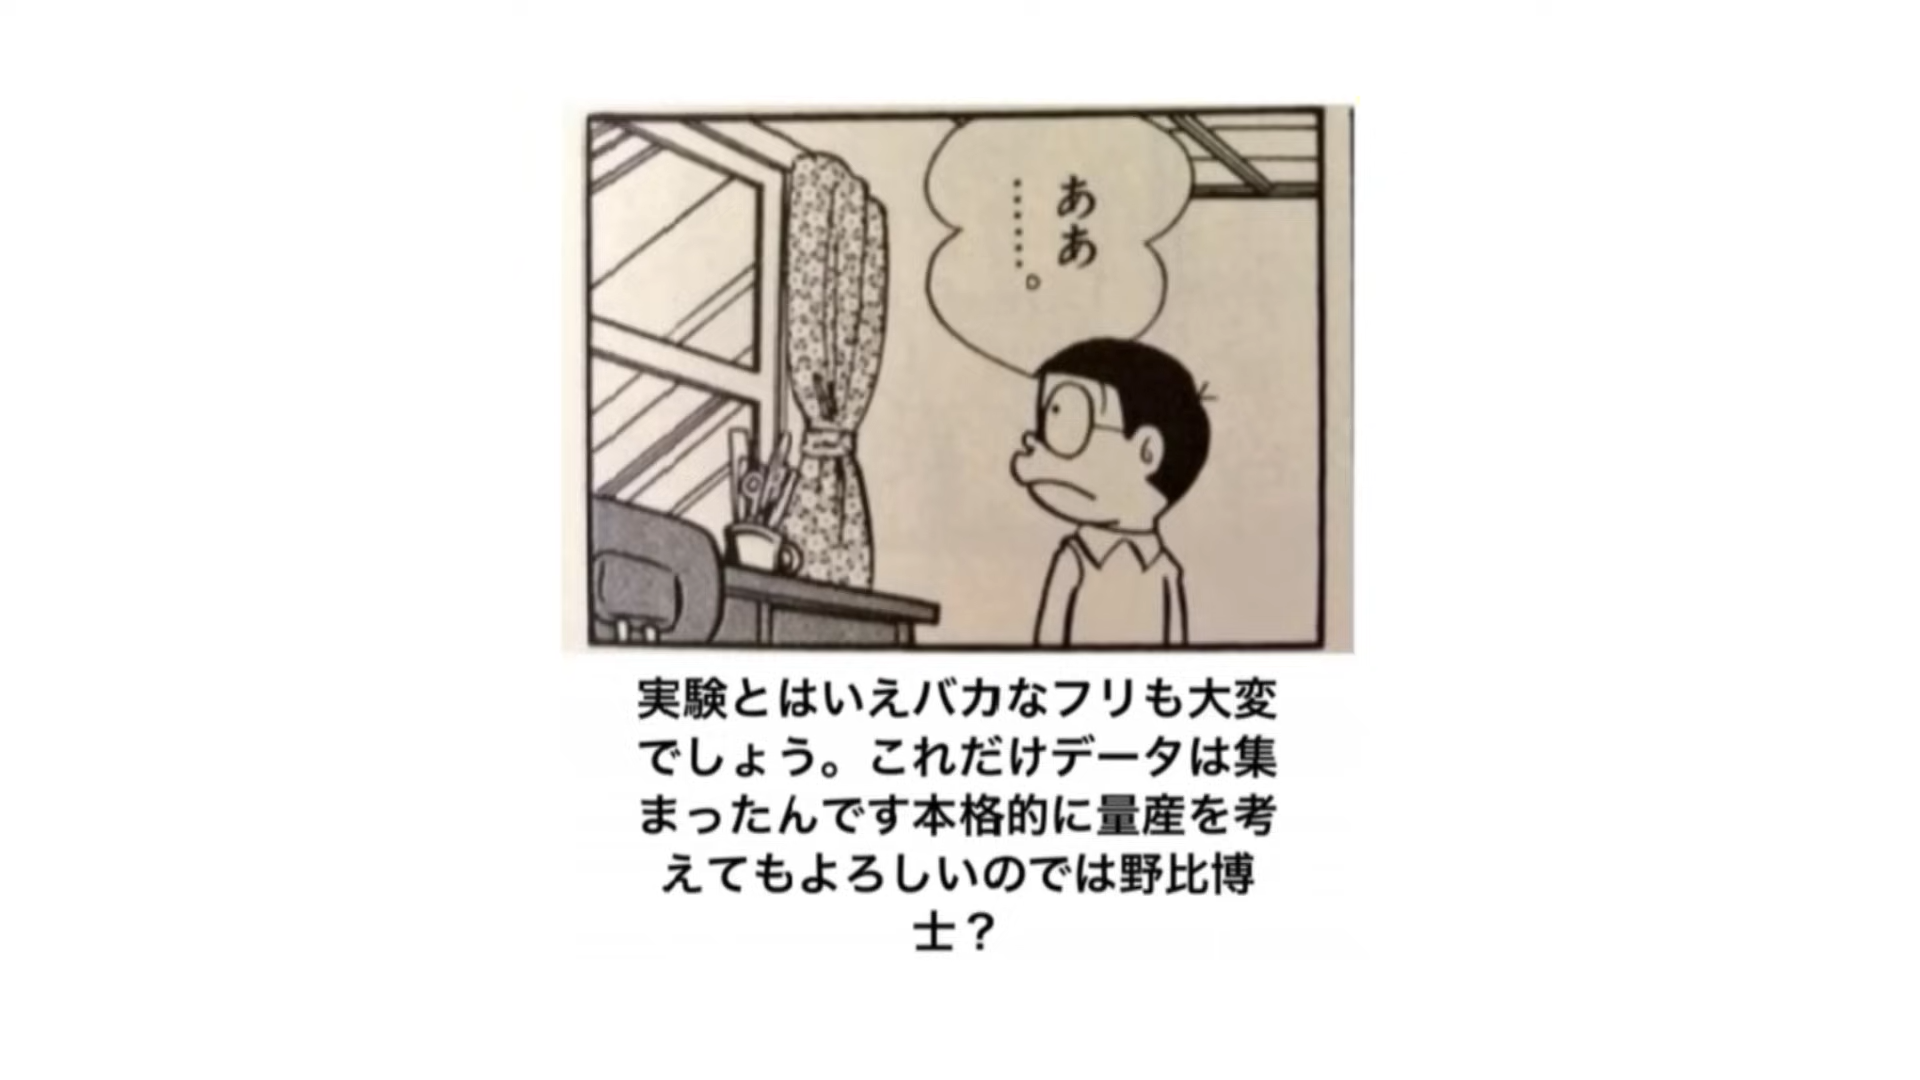 ああ
……。
実験とはいえバカなフリも大変
でしょう。これだけデータは集
まったんです本格的に量産を考
えてもよろしいのでは野比博
士？